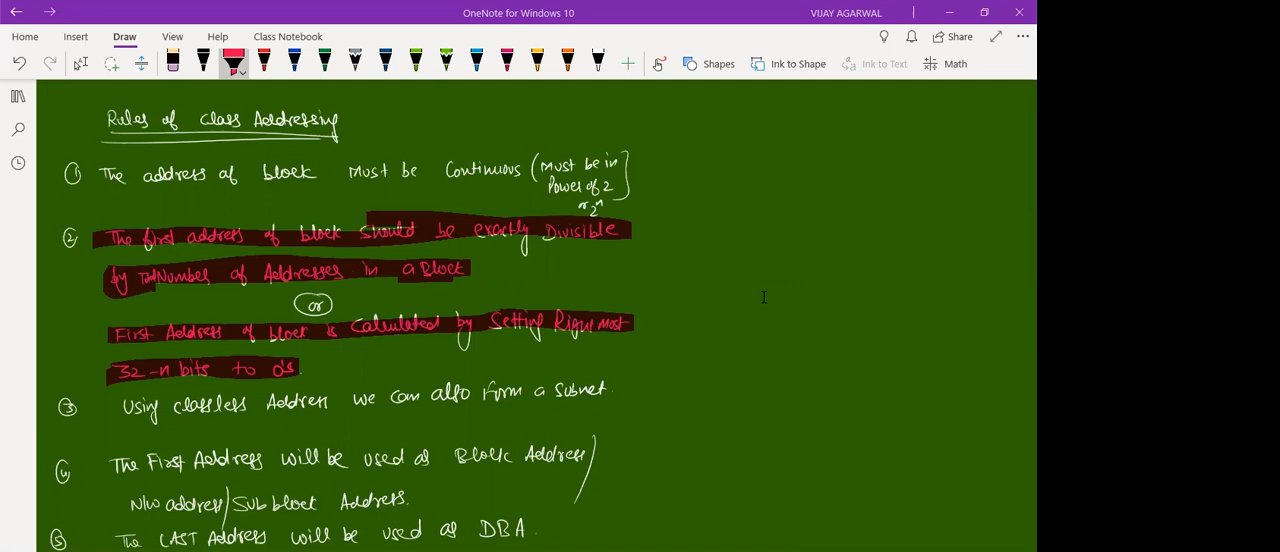 OneNote for Windows 10
VIJAY AGARWAL
Home Insert Draw View Help Class Notebook Share
Shapes Ink to Shape Ink to Text Math
Rules of Class Addressing
① The address of block Must be Continuous (Must be in
Power of 2
or 2ⁿ
② The first address of block should be exactly Divisible
by Number of Addresses in a Block
or
First Address of block is Calculated by Setting Right most
32-n bits to 0's.
③ Using Classless Address we can also Form a Subnet.
④ The First Address will be used as Block Address/
N/W address/Sub block Address.
⑤ The LAST Address will be used as DBA.